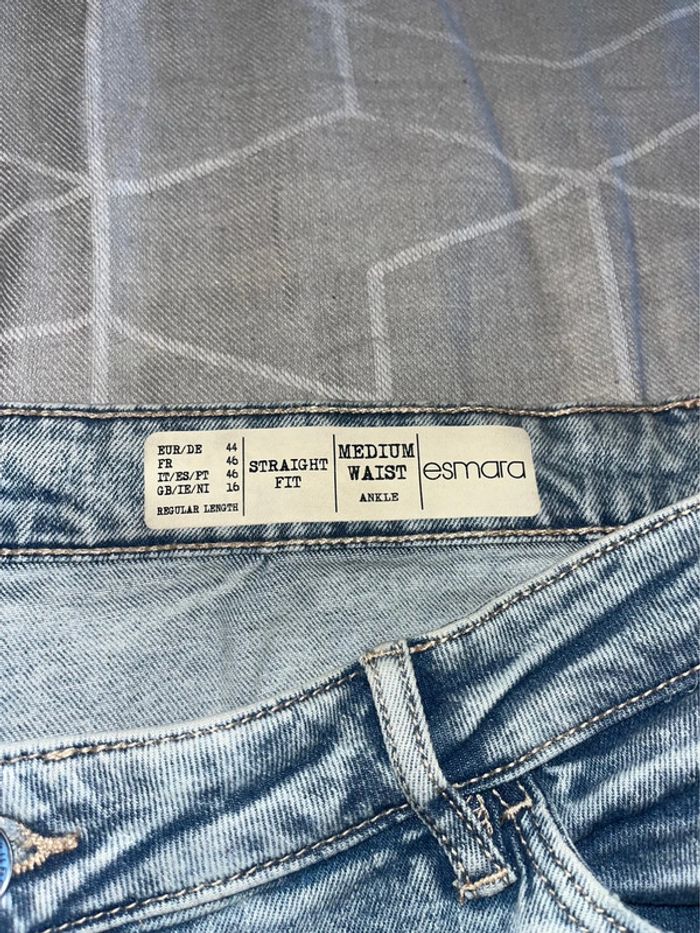 EUR/DE 44
FR 46
IT/ES/PT 46
GB/IE/NI 16
REGULAR LENGTH
STRAIGHT
FIT
MEDIUM
WAIST
ANKLE
esmara